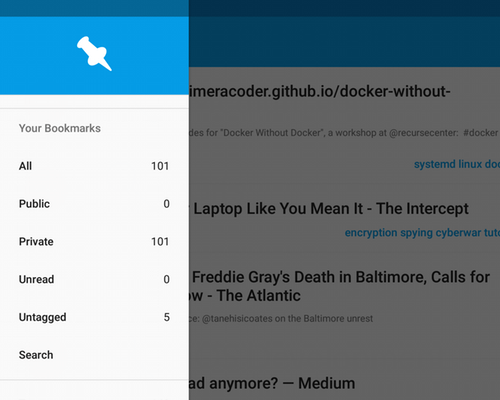 Your Bookmarks
All 101
Public 0
Private 101
Unread 0
Untagged 5
Search
imeracoder.github.io/docker-without-
des for "Docker Without Docker", a workshop at @recursecenter: #docker
systemd linux doc
Laptop Like You Mean It - The Intercept
encryption spying cyberwar tuto
Freddie Gray's Death in Baltimore, Calls for
ow - The Atlantic
ce: @tanehisicoates on the Baltimore unrest
ad anymore? — Medium